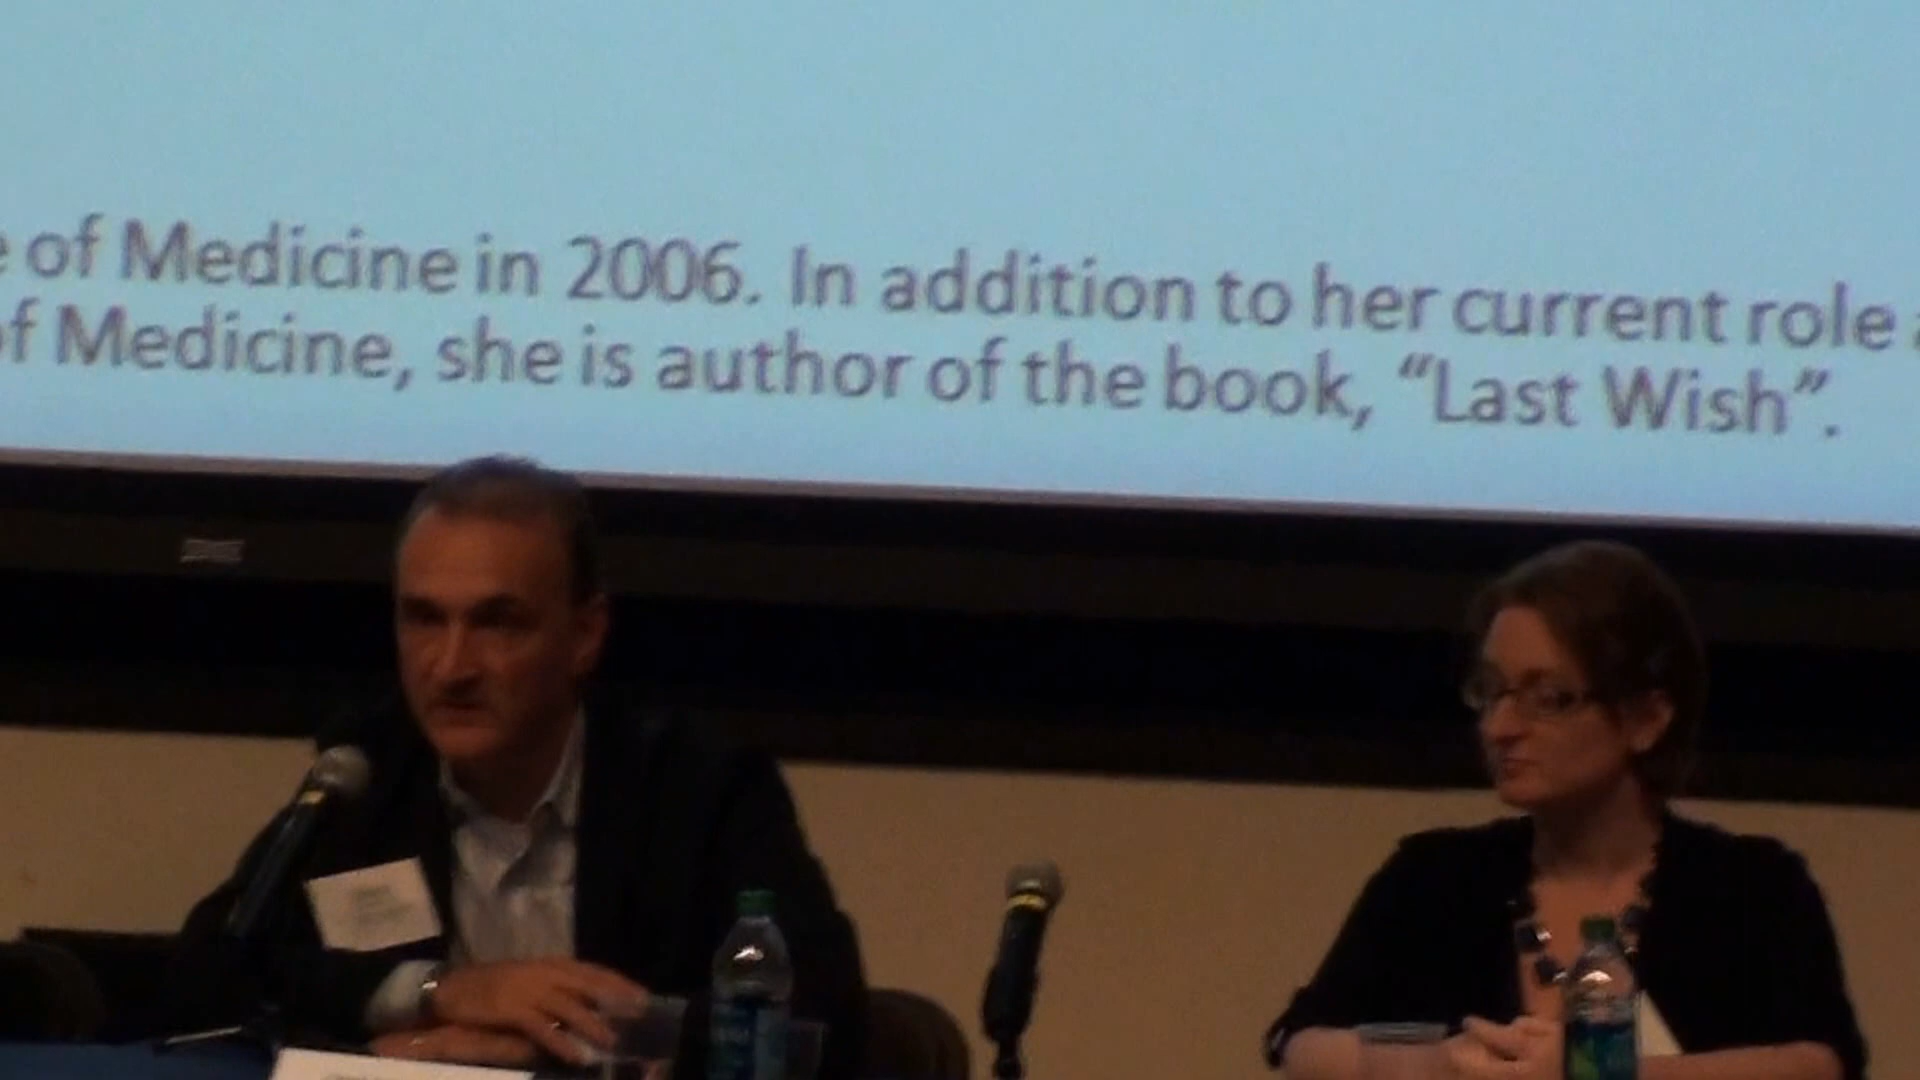 of Medicine in 2006. In addition to her current role
of Medicine, she is author of the book, “Last Wish”.